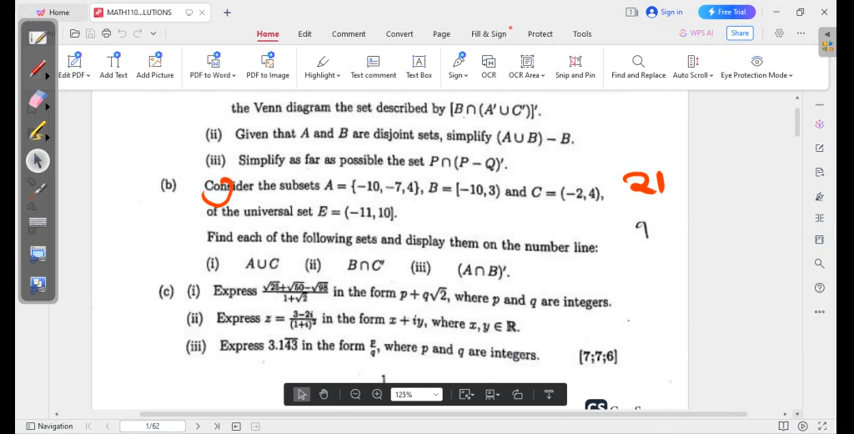 Home
MATH110...LUTIONS
1
Sign in
Free Trial
Home
Edit
Comment
Convert
Page
Fill & Sign
Protect
Tools
WPS AI
Share
Edit PDF
Add Text
Add Picture
PDF to Word
PDF to Image
Highlight
Text comment
Text Box
Sign
OCR
OCR Area
Snip and Pin
Find and Replace
Auto Scroll
Eye Protection Mode
the Venn diagram the set described by [B ∩ (A′ ∪ C′)]′.
(ii) Given that A and B are disjoint sets, simplify (A ∪ B) − B.
(iii) Simplify as far as possible the set P ∩ (P − Q)′.
(b) Consider the subsets A = {−10, −7, 4}, B = [−10, 3) and C = (−2, 4),
21
of the universal set E = (−11, 10].
9
Find each of the following sets and display them on the number line:
(i) A ∪ C (ii) B ∩ C′ (iii) (A ∩ B)′.
(c) (i) Express (√25+√50−√98)/(1+√2) in the form p + q√2, where p and q are integers.
(ii) Express z = (3−2i)/(1+i)² in the form x + iy, where x, y ∈ ℝ.
(iii) Express 3.14̅3̅ in the form p/q, where p and q are integers. [7;7;6]
1
125%
CS
Navigation
1/62